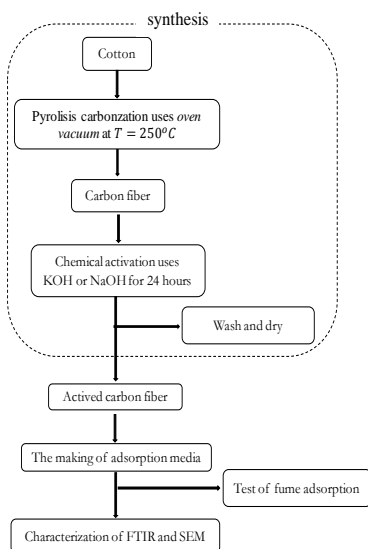 synthesis
Cotton
Pyrolisis carbonzation uses oven
vacuum at T = 250°C
Carbon fiber
Chemical activation uses
KOH or NaOH for 24 hours
Wash and dry
Actived carbon fiber
The making of adsorption media
Test of fume adsorption
Characterization of FTIR and SEM